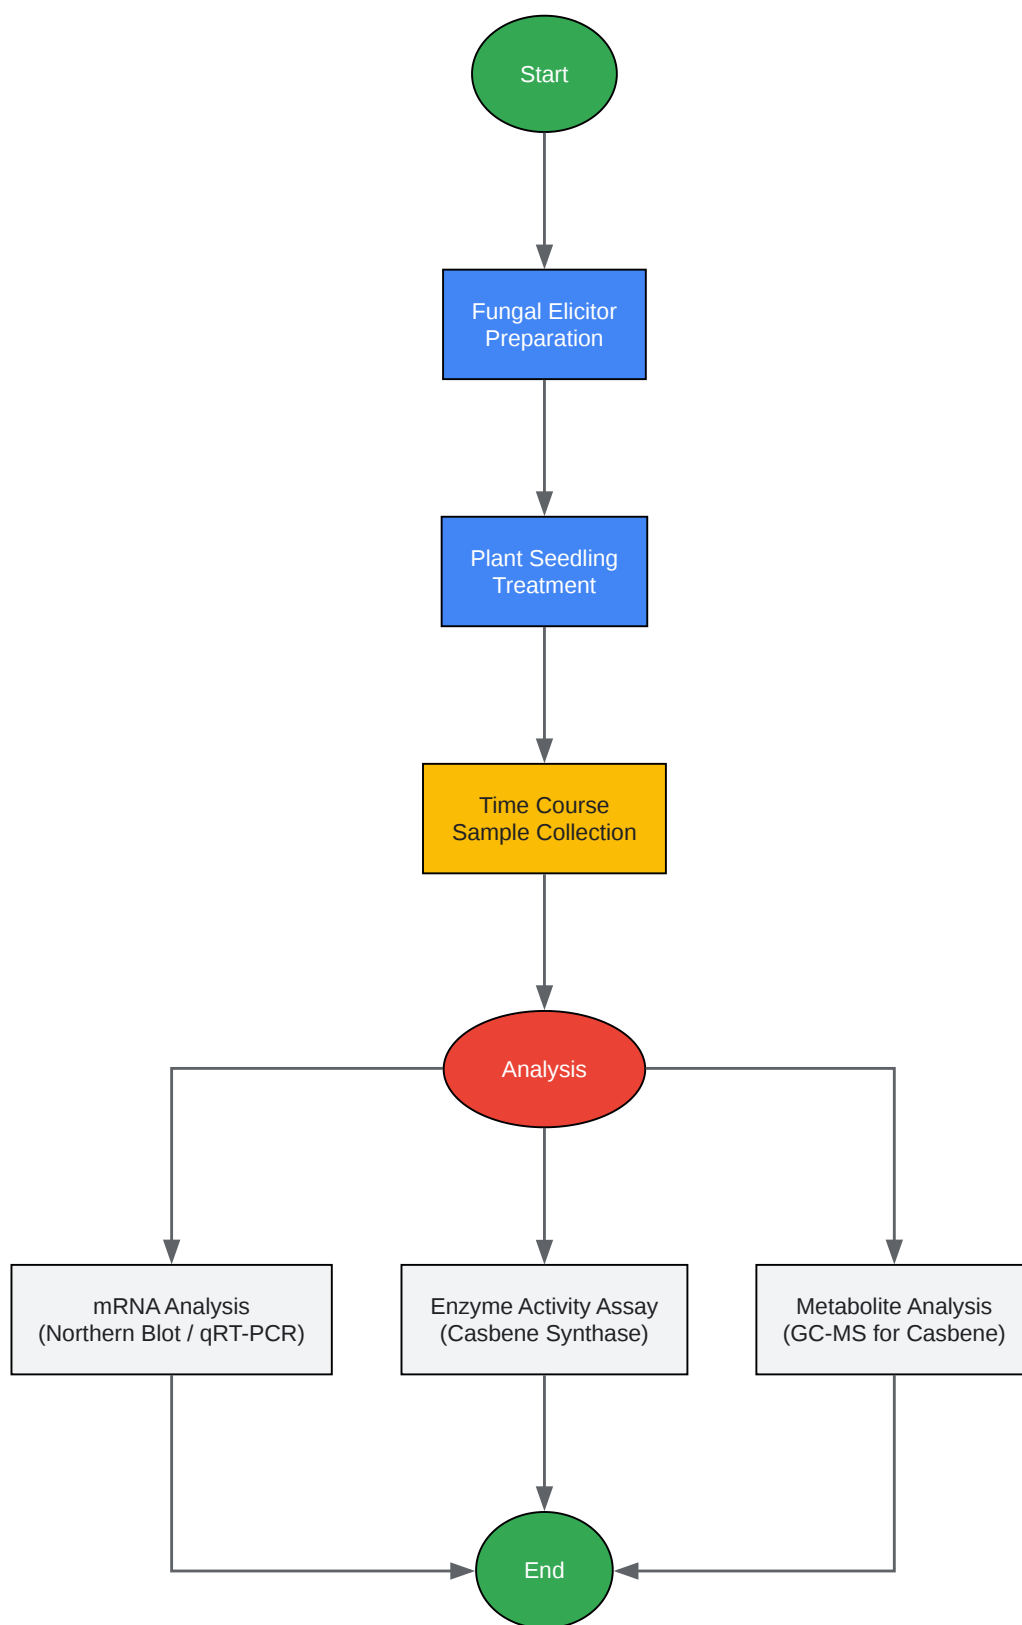 Start
Fungal Elicitor
Preparation
Plant Seedling
Treatment
Time Course
Sample Collection
Analysis
mRNA Analysis
(Northern Blot / qRT-PCR)
Enzyme Activity Assay
(Casbene Synthase)
Metabolite Analysis
(GC-MS for Casbene)
End